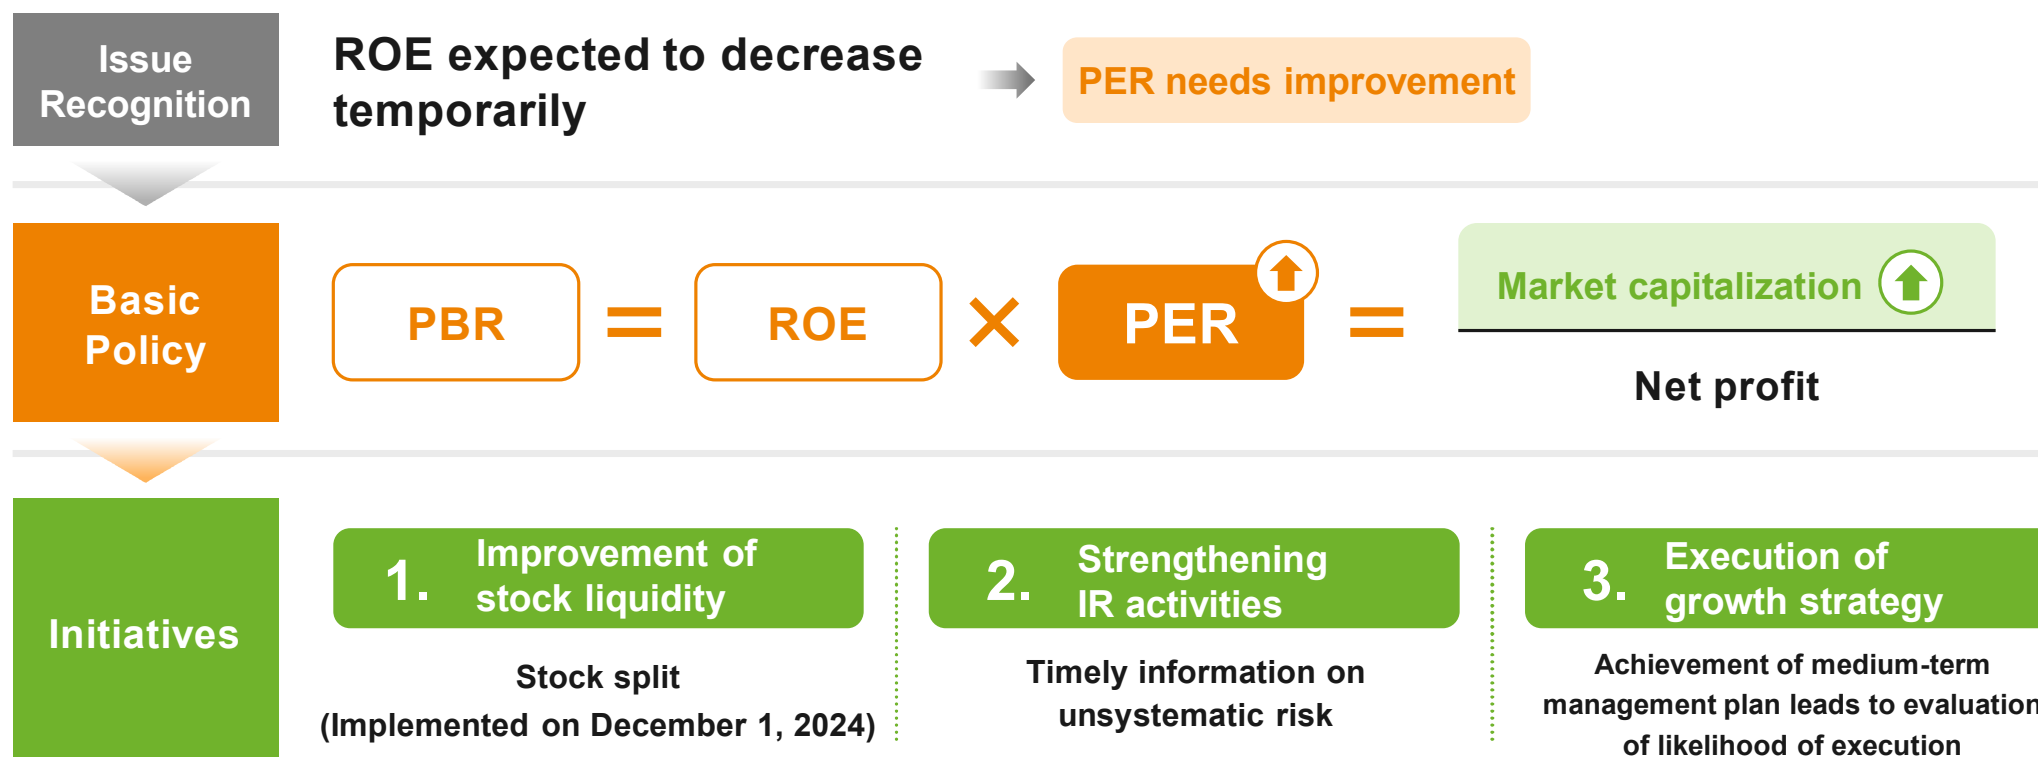 Issue
Recognition
ROE expected to decrease
temporarily
PER needs improvement
Basic
Policy
PBR = ROE × PER =
Market capitalization
Net profit
Initiatives
1. Improvement of
stock liquidity
Stock split
(Implemented on December 1, 2024)
2. Strengthening
IR activities
Timely information on
unsystematic risk
3. Execution of
growth strategy
Achievement of medium-term
management plan leads to evaluation
of likelihood of execution